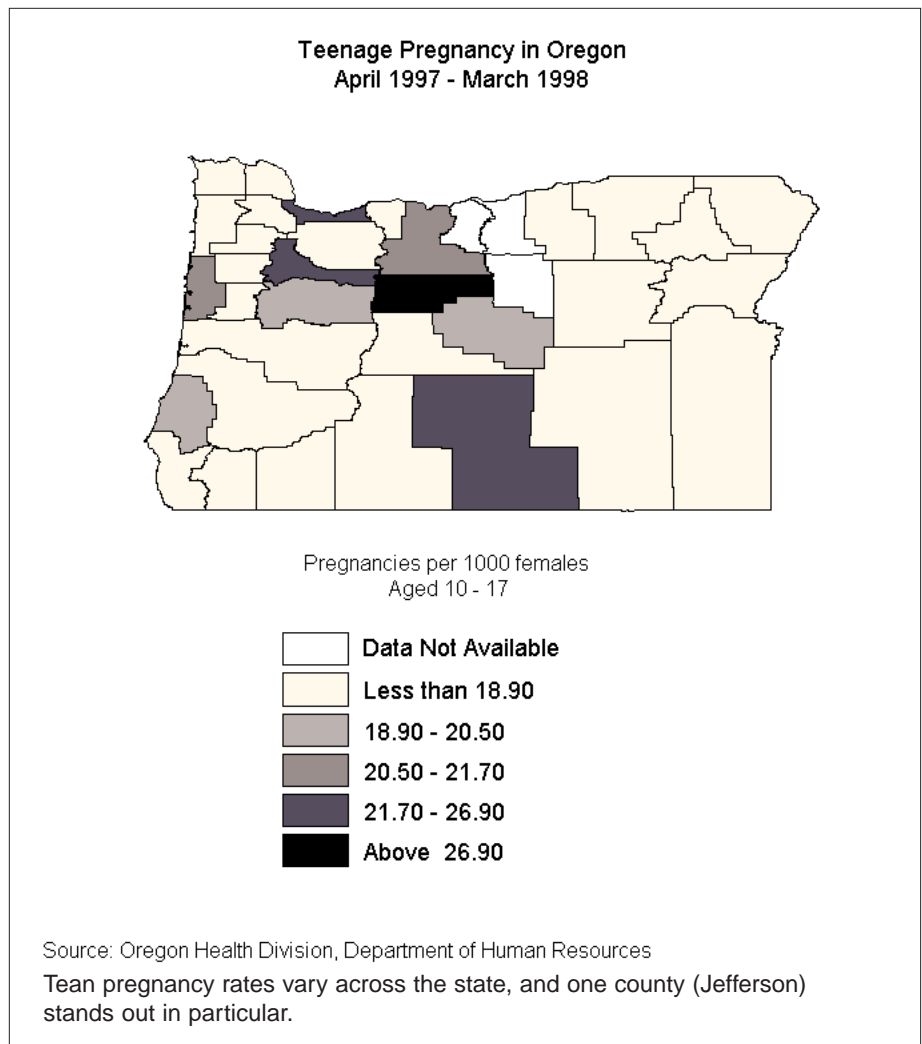 Teenage Pregnancy in Oregon
April 1997 - March 1998
Pregnancies per 1000 females
Aged 10 - 17
Data Not Available
Less than 18.90
18.90 - 20.50
20.50 - 21.70
21.70 - 26.90
Above 26.90
Source: Oregon Health Division, Department of Human Resources
Tean pregnancy rates vary across the state, and one county (Jefferson)
stands out in particular.